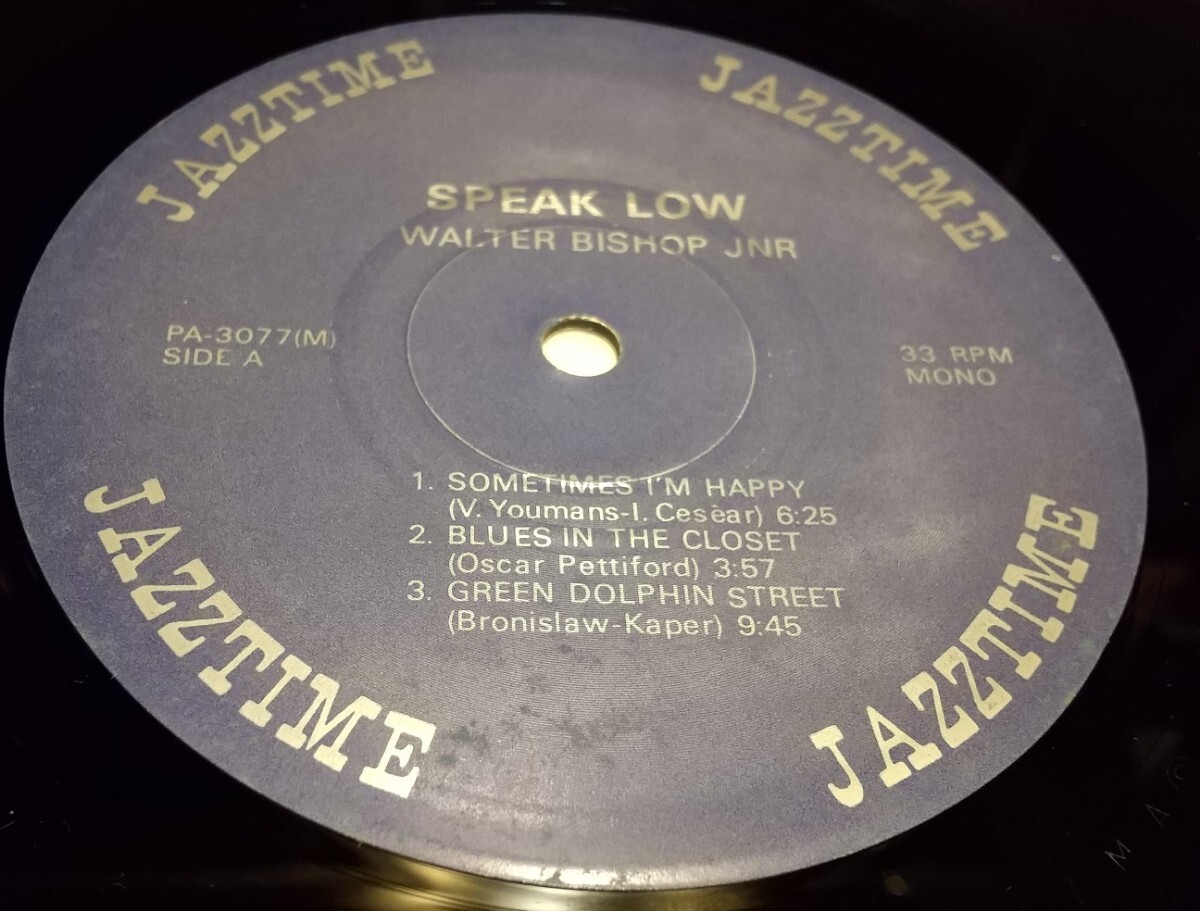 JAZZTIME
JAZZTIME
SPEAK LOW
WALTER BISHOP JNR
PA-3077(M)
SIDE A
33 RPM
MONO
1. SOMETIMES I'M HAPPY
(V. Youmans-I. Cesèar) 6:25
2. BLUES IN THE CLOSET
(Oscar Pettiford) 3:57
3. GREEN DOLPHIN STREET
(Bronislaw-Kaper) 9:45
JAZZTIME
JAZZTIME